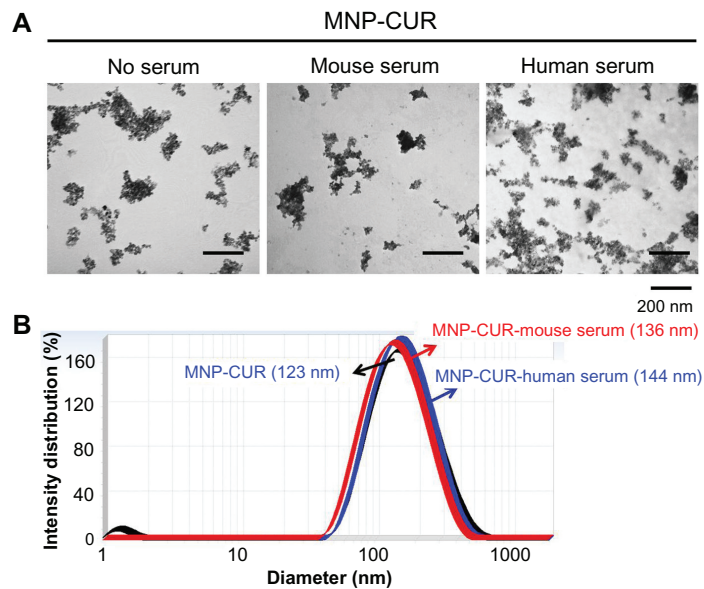 A
MNP-CUR
No serum
Mouse serum
Human serum
200 nm
B
MNP-CUR-mouse serum (136 nm)
MNP-CUR (123 nm)
MNP-CUR-human serum (144 nm)
Intensity distribution (%)
160
120
80
40
0
1
10
100
1000
Diameter (nm)